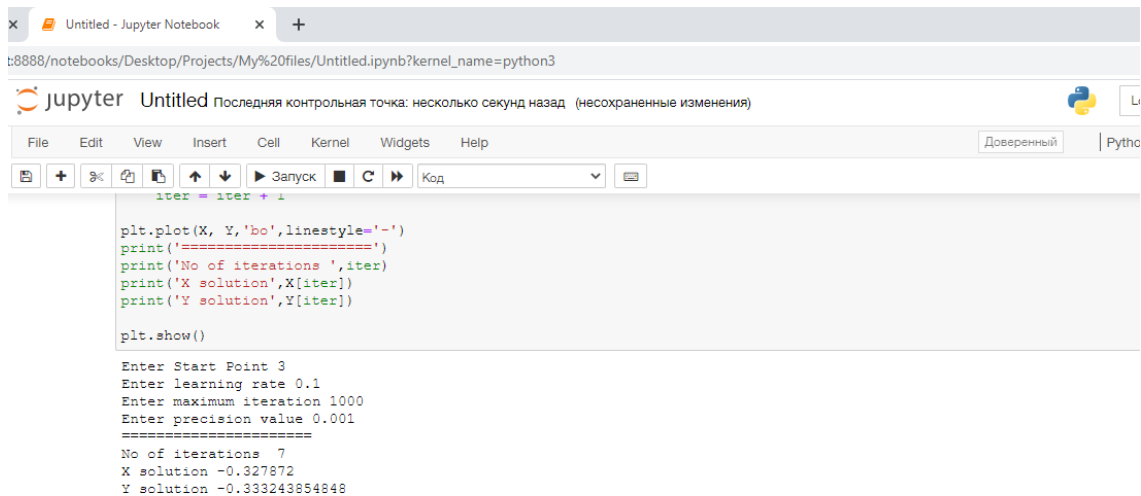 Untitled - Jupyter Notebook
t:8888/notebooks/Desktop/Projects/My%20files/Untitled.ipynb?kernel_name=python3
jupyter Untitled Последняя контрольная точка: несколько секунд назад (несохраненные изменения)
File Edit View Insert Cell Kernel Widgets Help Доверенный Pytho
Запуск Код
iter = iter + 1
plt.plot(X, Y,'bo',linestyle='-')
print('======================')
print('No of iterations ',iter)
print('X solution',X[iter])
print('Y solution',Y[iter])
plt.show()
Enter Start Point 3
Enter learning rate 0.1
Enter maximum iteration 1000
Enter precision value 0.001
======================
No of iterations  7
X solution -0.327872
Y solution -0.333243854848